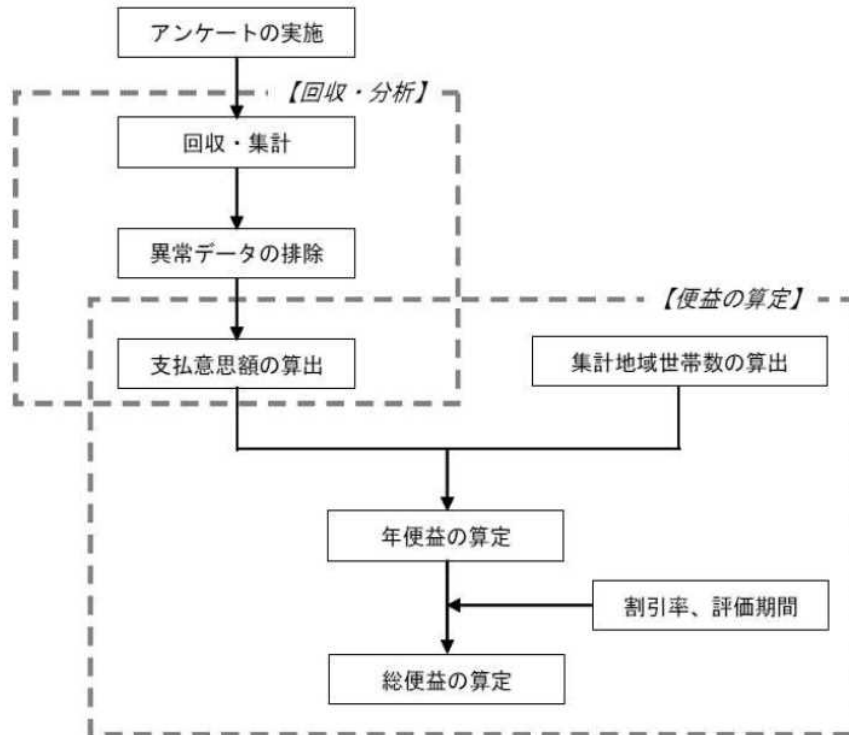 アンケートの実施
【回収・分析】
回収・集計
異常データの排除
【便益の算定】
支払意思額の算出
集計地域世帯数の算出
年便益の算定
割引率、評価期間
総便益の算定